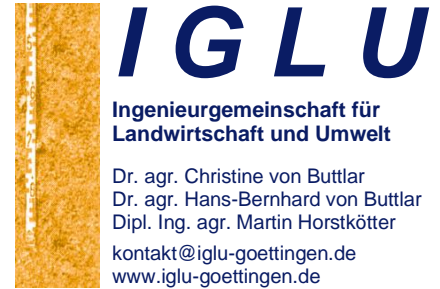 IGLU
Ingenieurgemeinschaft für
Landwirtschaft und Umwelt
Dr. agr. Christine von Buttlar
Dr. agr. Hans-Bernhard von Buttlar
Dipl. Ing. agr. Martin Horstkötter
kontakt@iglu-goettingen.de
www.iglu-goettingen.de